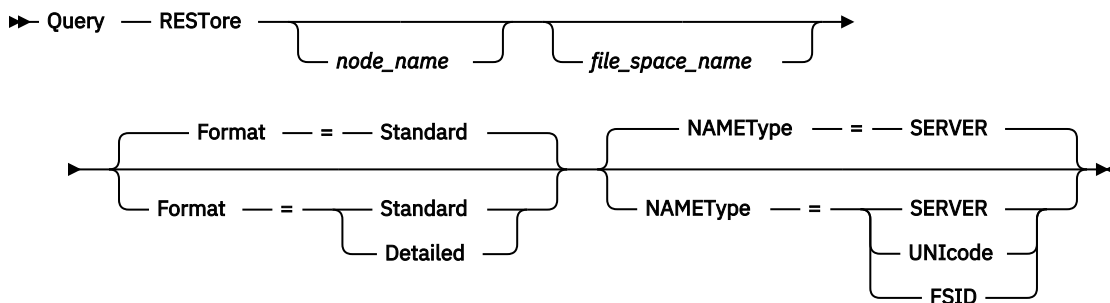 Query RESTore
node_name file_space_name
Format = Standard NAMEType = SERVER
Format = Standard NAMEType = SERVER
Detailed UNIcode
FSID